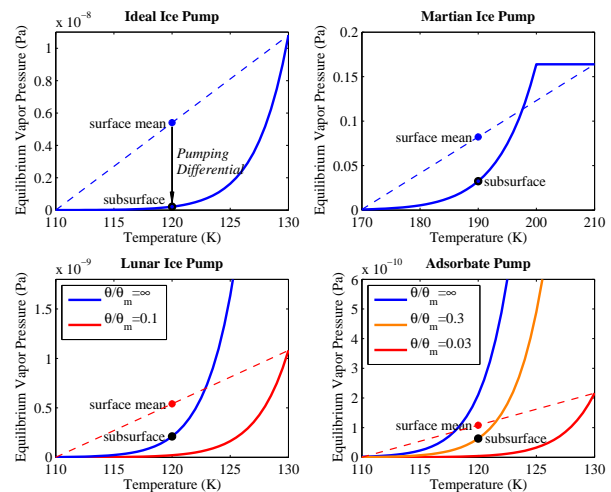 Ideal Ice Pump
x 10^-8
1
0.8
0.6
0.4
0.2
0
110 115 120 125 130
Temperature (K)
Equilibrium Vapor Pressure (Pa)
surface mean
Pumping
Differential
subsurface
Martian Ice Pump
0.2
0.15
0.1
0.05
0
170 180 190 200 210
Temperature (K)
Equilibrium Vapor Pressure (Pa)
surface mean
subsurface
Lunar Ice Pump
x 10^-9
θ/θ_m=∞
θ/θ_m=0.1
1.5
1
0.5
0
110 115 120 125 130
Temperature (K)
Equilibrium Vapor Pressure (Pa)
surface mean
subsurface
Adsorbate Pump
x 10^-10
θ/θ_m=∞
θ/θ_m=0.3
θ/θ_m=0.03
6
5
4
3
2
1
0
110 115 120 125 130
Temperature (K)
Equilibrium Vapor Pressure (Pa)
surface mean
subsurface